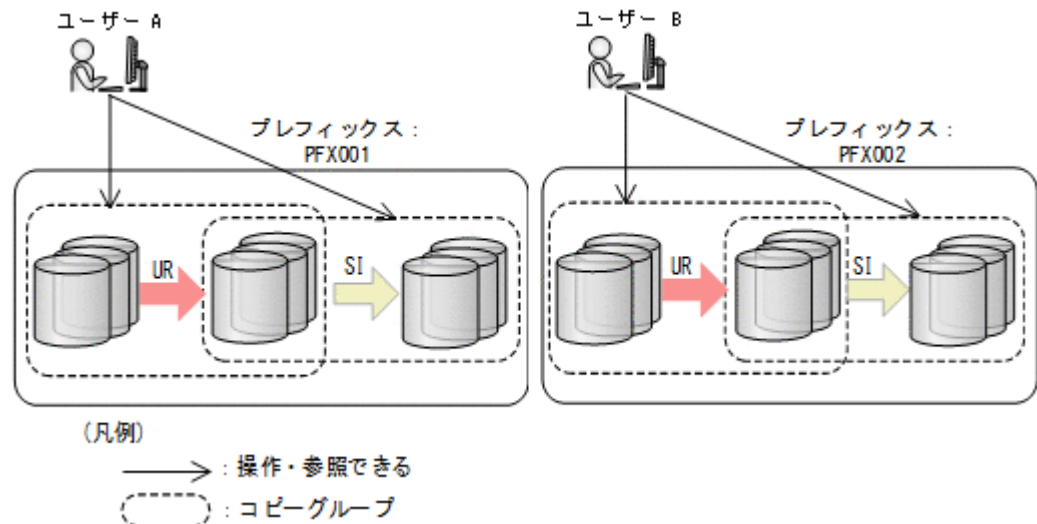 ユーザー A
ユーザー B
プレフィックス：
PFX001
プレフィックス：
PFX002
UR
SI
UR
SI
(凡例)
：操作・参照できる
：コピーグループ